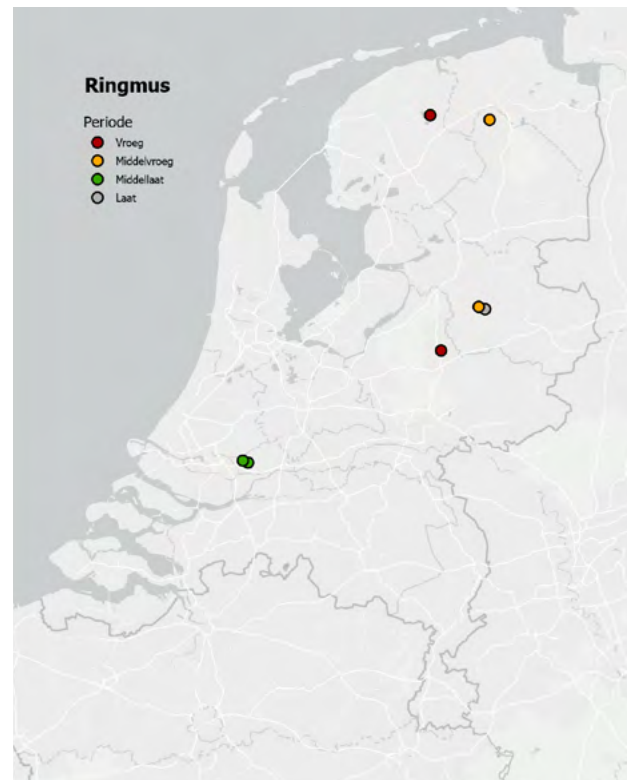 Ringmus
Periode
Vroeg
Middelvroeg
Middellaat
Laat